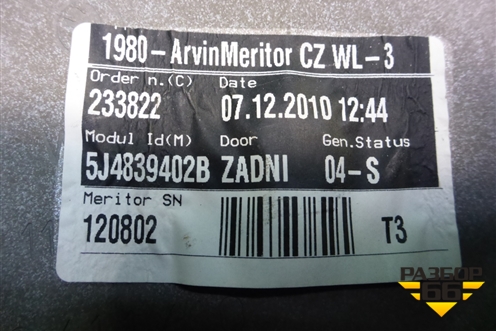 1980-ArvinMeritor CZ WL-3
Order n.(C) Date
233822 07.12.2010 12:44
Modul Id(M) Door Gen.Status
5J4839402B ZADNI 04-S
Meritor SN
120802 T3
РАЗБОР
66